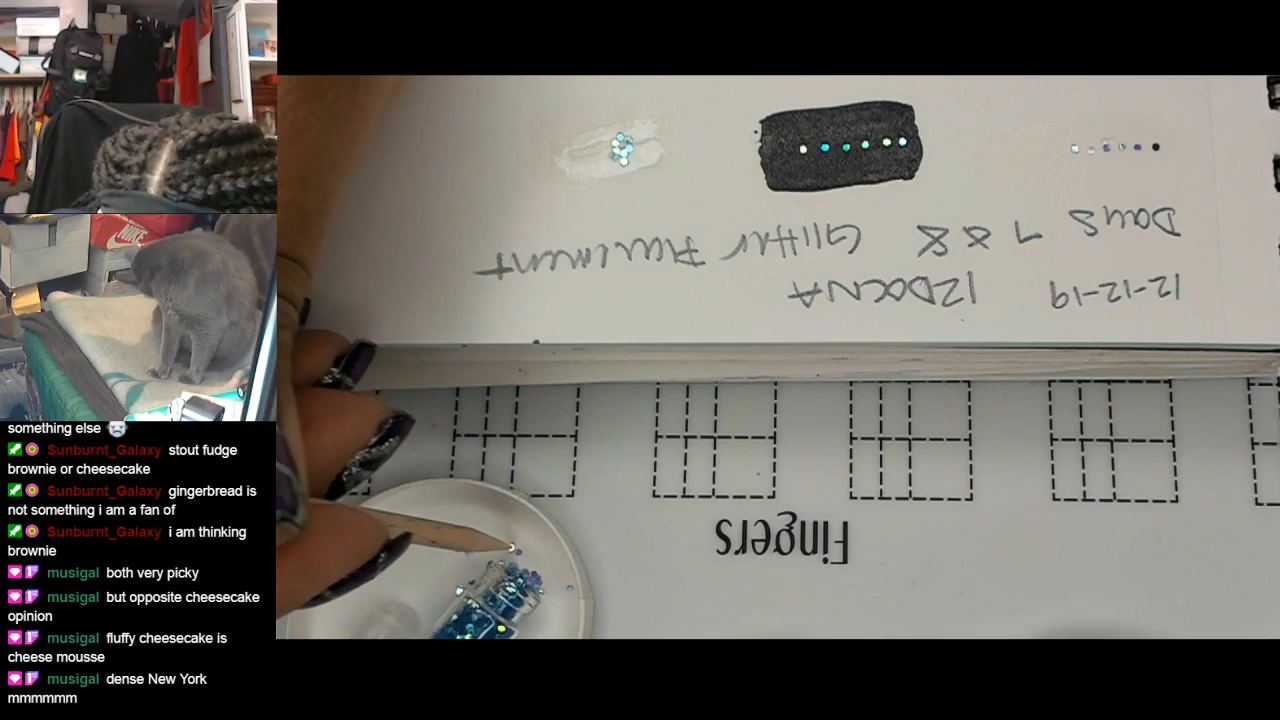 something else
Sunburnt_Galaxy stout fudge
brownie or cheesecake
Sunburnt_Galaxy gingerbread is
not something i am a fan of
Sunburnt_Galaxy i am thinking
brownie
musigal both very picky
musigal but opposite cheesecake
opinion
musigal fluffy cheesecake is
cheese mousse
musigal dense New York
mmmmmm
12-12-19 12DOCNA
Days 7 & 8 Glitter Placement
Fingers